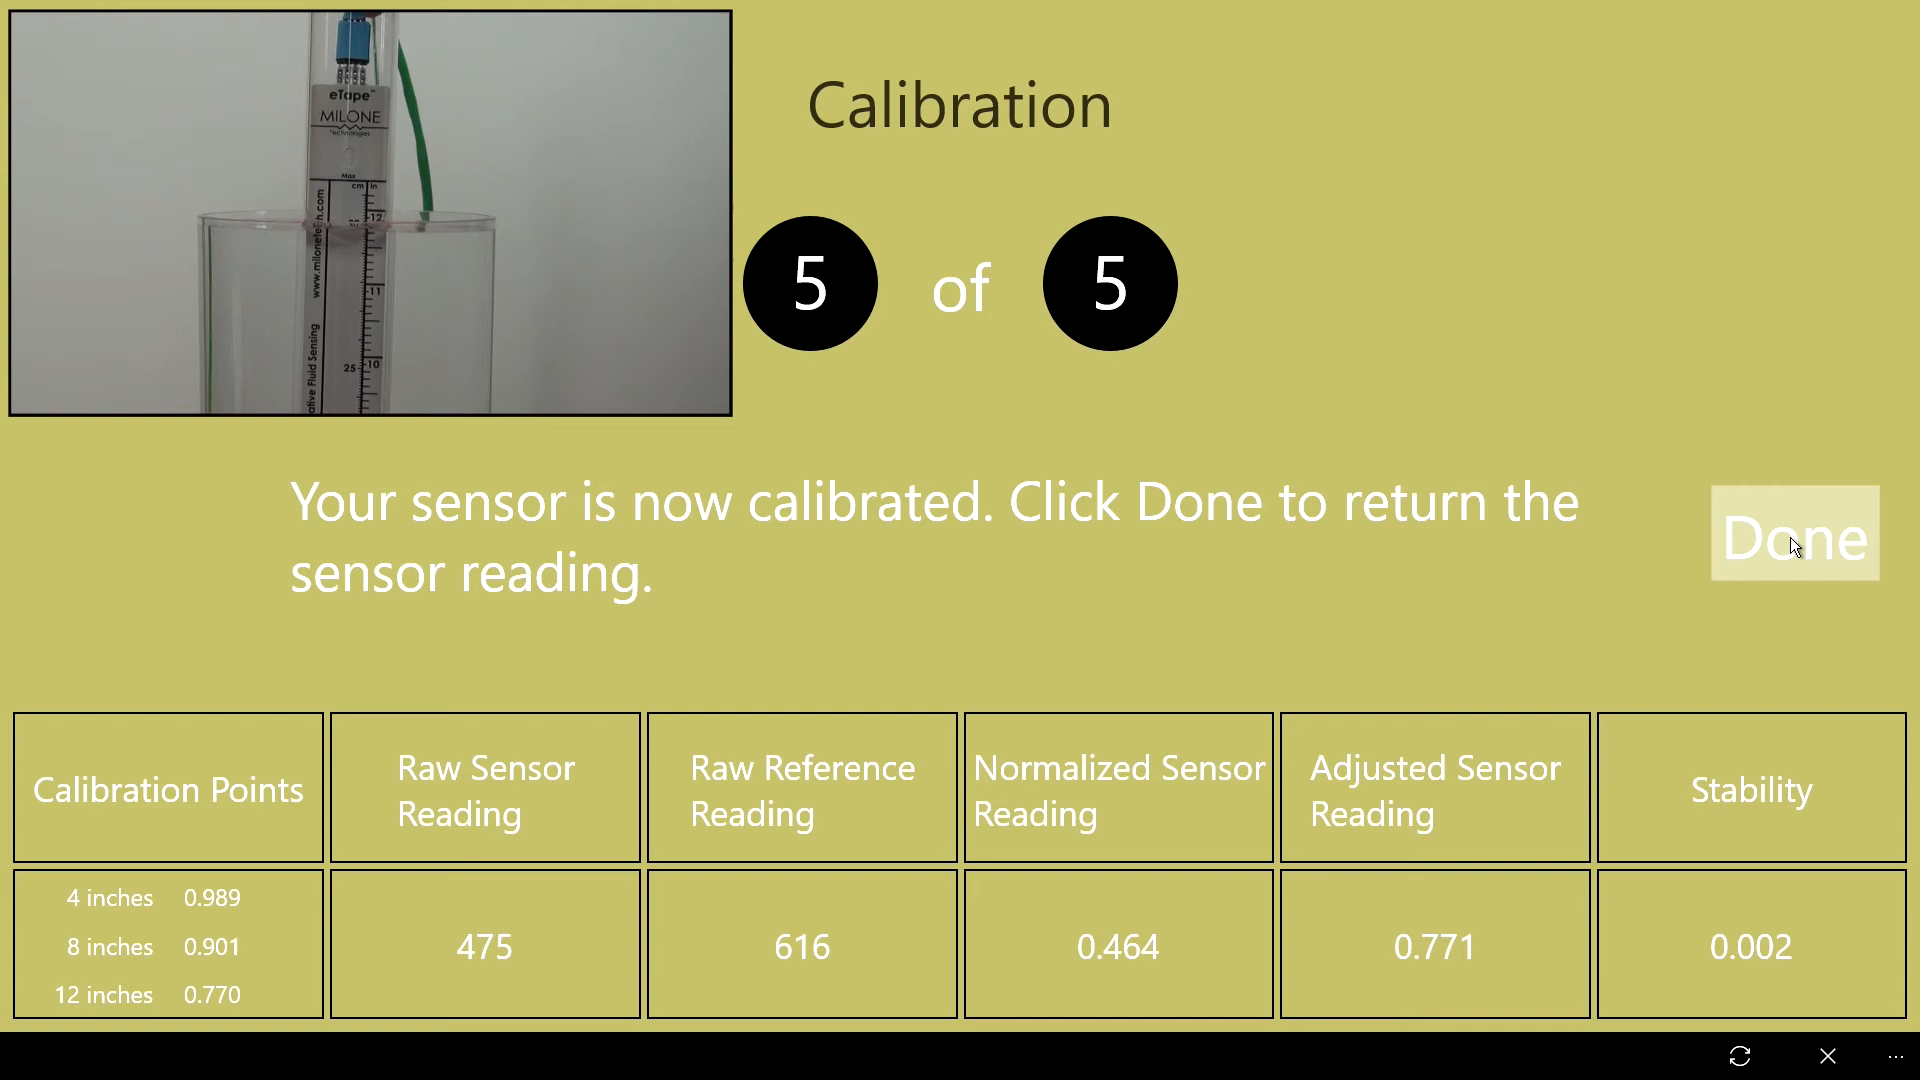 eTape™
MILONE
Technologies
Max
cm in
12
www.milonete h.com
11
ative Fluid Sensing
25
10
Calibration
5 of 5
Your sensor is now calibrated. Click Done to return the
sensor reading.
Done
Calibration Points
Raw Sensor
Reading
Raw Reference
Reading
Normalized Sensor
Reading
Adjusted Sensor
Reading
Stability
4 inches 0.989
8 inches 0.901
12 inches 0.770
475
616
0.464
0.771
0.002